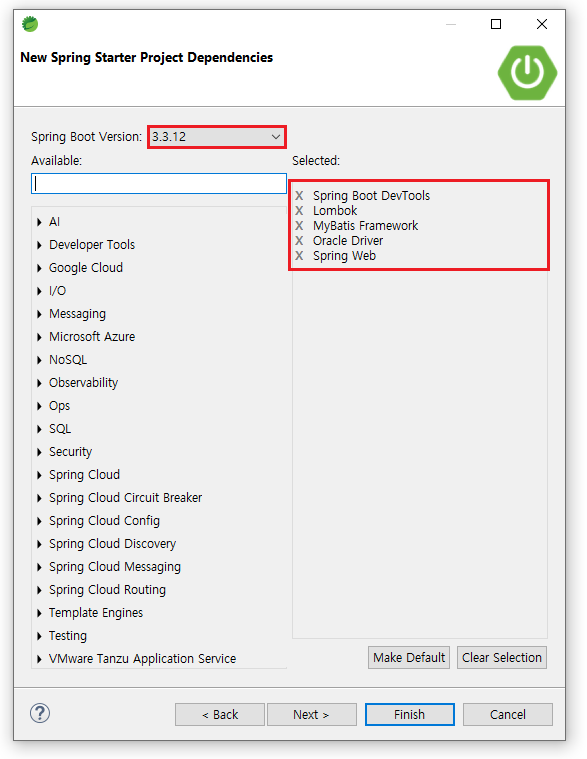 New Spring Starter Project Dependencies
Spring Boot Version: 3.3.12
Available:
Selected:
X Spring Boot DevTools
X Lombok
X MyBatis Framework
X Oracle Driver
X Spring Web
AI
Developer Tools
Google Cloud
I/O
Messaging
Microsoft Azure
NoSQL
Observability
Ops
SQL
Security
Spring Cloud
Spring Cloud Circuit Breaker
Spring Cloud Config
Spring Cloud Discovery
Spring Cloud Messaging
Spring Cloud Routing
Template Engines
Testing
VMware Tanzu Application Service
Make Default
Clear Selection
?
< Back
Next >
Finish
Cancel